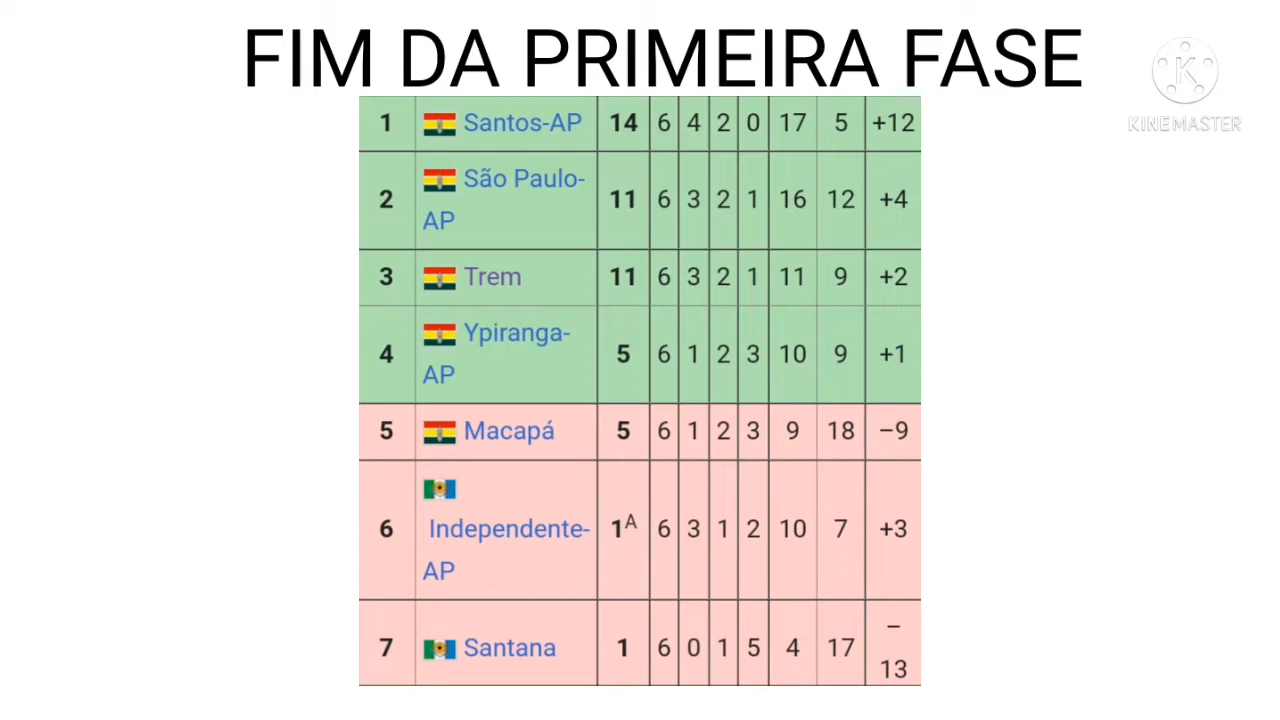 FIM DA PRIMEIRA FASE
K
KINEMASTER
1 Santos-AP 14 6 4 2 0 17 5 +12
2 São Paulo-
AP 11 6 3 2 1 16 12 +4
3 Trem 11 6 3 2 1 11 9 +2
4 Ypiranga-
AP 5 6 1 2 3 10 9 +1
5 Macapá 5 6 1 2 3 9 18 −9
6 Independente-
AP 1A 6 3 1 2 10 7 +3
7 Santana 1 6 0 1 5 4 17 −
13